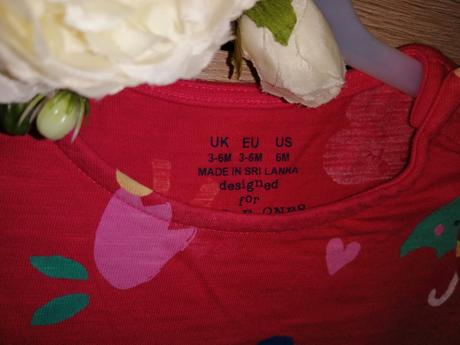 UK EU US
3-6M 3-6M 6M
MADE IN SRI LANKA
designed
for